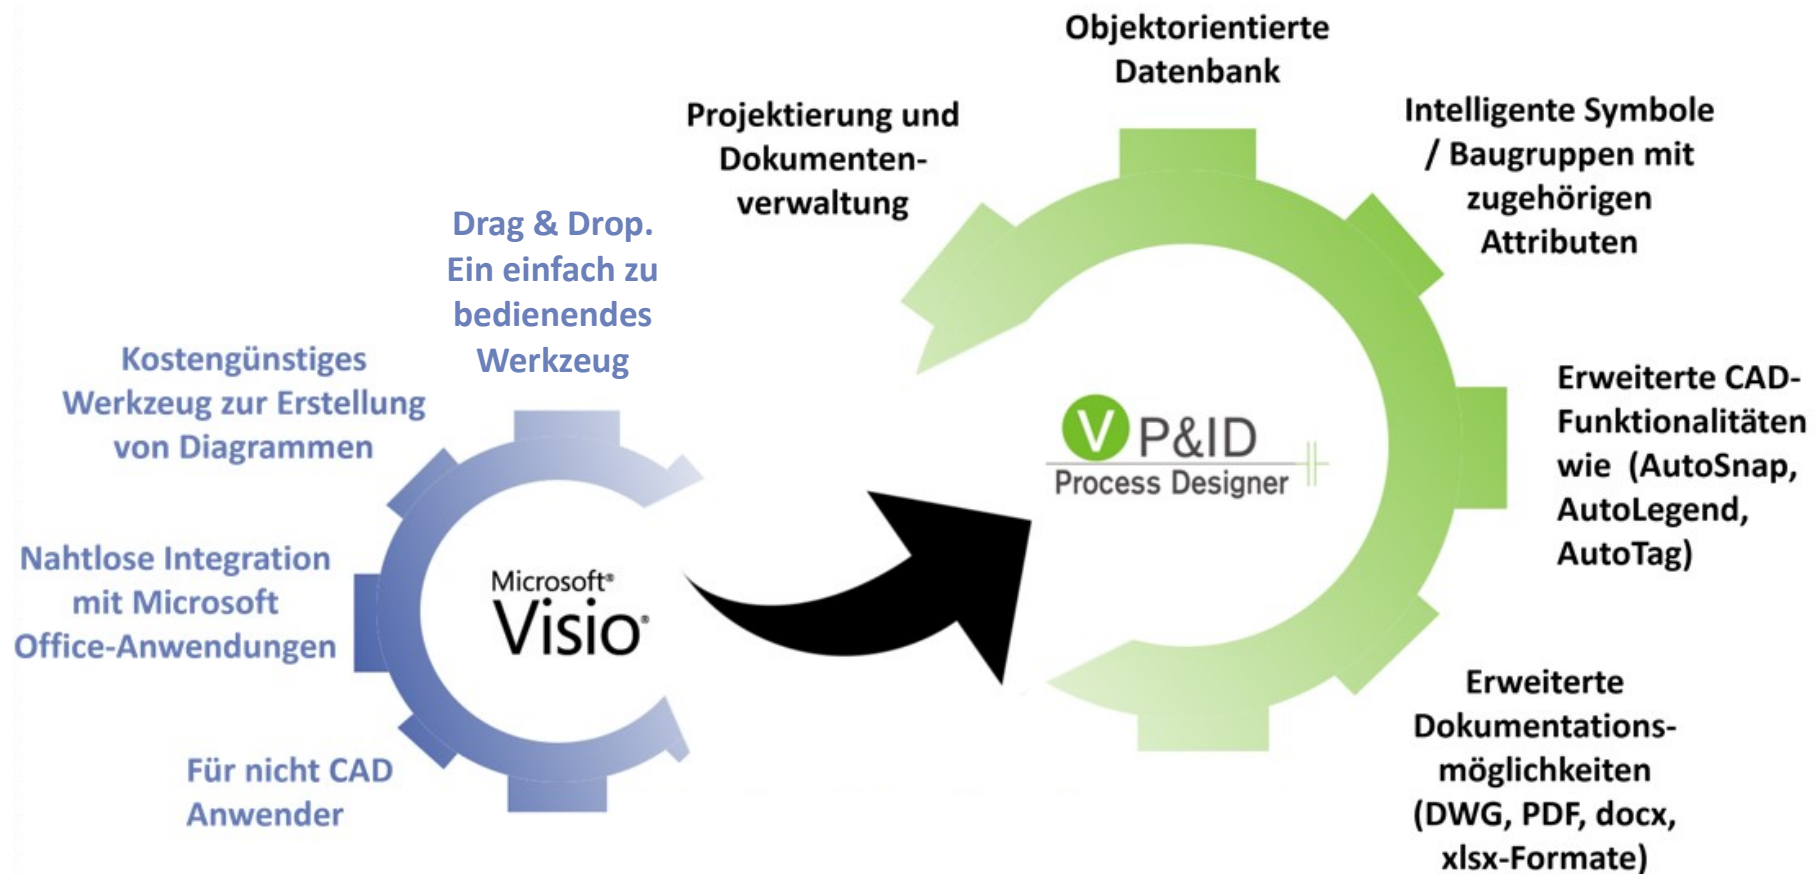 Objektorientierte
Datenbank
Projektierung und
Dokumenten-
verwaltung
Intelligente Symbole
/ Baugruppen mit
zugehörigen
Attributen
Drag & Drop.
Ein einfach zu
bedienendes
Werkzeug
Kostengünstiges
Werkzeug zur Erstellung
von Diagrammen
Nahtlose Integration
mit Microsoft
Office-Anwendungen
Für nicht CAD
Anwender
Microsoft®
Visio®
V P&ID
Process Designer
Erweiterte CAD-
Funktionalitäten
wie (AutoSnap,
AutoLegend,
AutoTag)
Erweiterte
Dokumentations-
möglichkeiten
(DWG, PDF, docx,
xlsx-Formate)